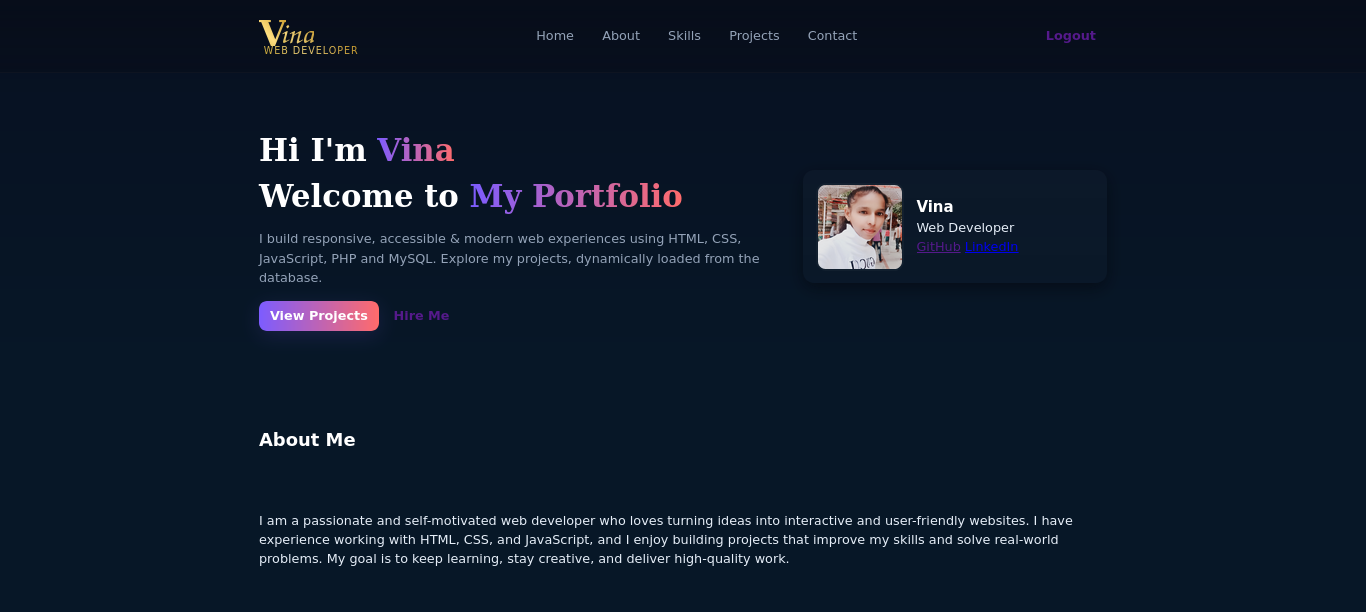 Vina
WEB DEVELOPER
Home About Skills Projects Contact Logout
Hi I'm Vina
Welcome to My Portfolio
I build responsive, accessible & modern web experiences using HTML, CSS,
JavaScript, PHP and MySQL. Explore my projects, dynamically loaded from the
database.
View Projects Hire Me
Vina
Web Developer
GitHub LinkedIn
About Me
I am a passionate and self-motivated web developer who loves turning ideas into interactive and user-friendly websites. I have
experience working with HTML, CSS, and JavaScript, and I enjoy building projects that improve my skills and solve real-world
problems. My goal is to keep learning, stay creative, and deliver high-quality work.